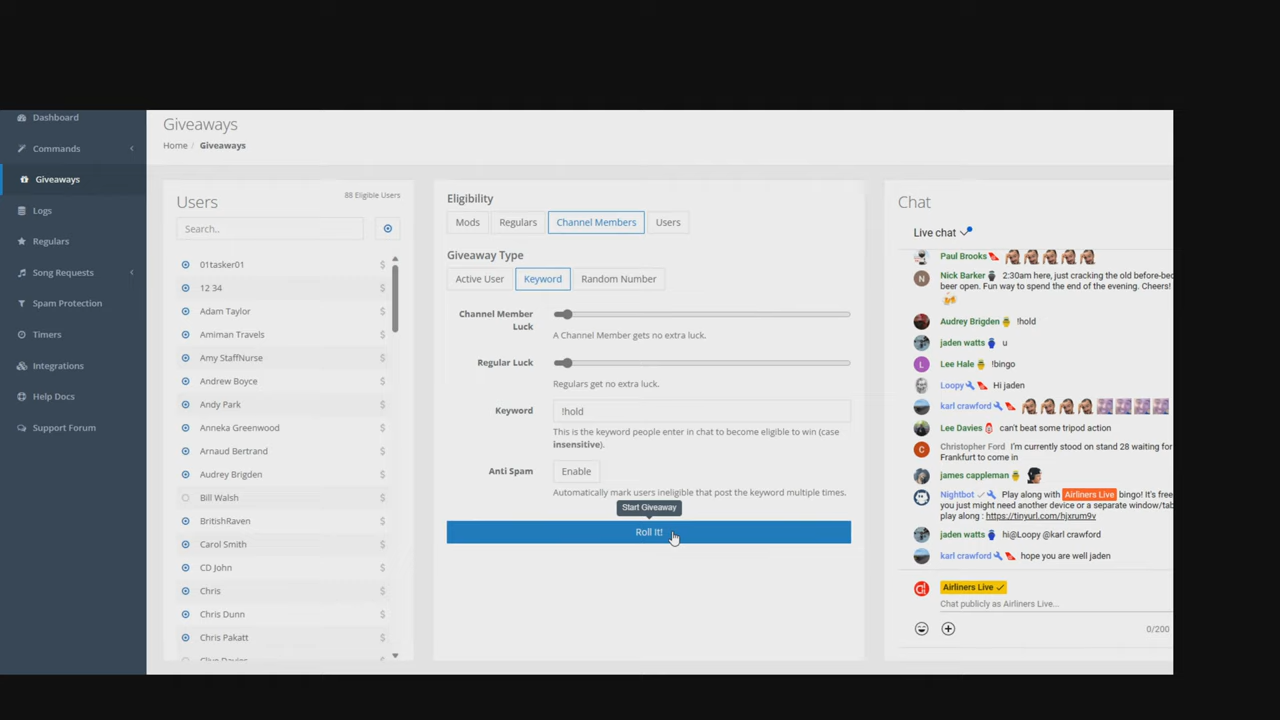 Dashboard
Commands
Giveaways
Logs
Regulars
Song Requests
Spam Protection
Timers
Integrations
Help Docs
Support Forum
Giveaways
Home / Giveaways
Users
88 Eligible Users
Search..
01tasker01 $
12 34 $
Adam Taylor $
Amiman Travels $
Amy StaffNurse $
Andrew Boyce $
Andy Park $
Anneka Greenwood $
Arnaud Bertrand $
Audrey Brigden $
Bill Walsh $
BritishRaven $
Carol Smith $
CD John $
Chris $
Chris Dunn $
Chris Pakatt $
Eligibility
Mods Regulars Channel Members Users
Giveaway Type
Active User Keyword Random Number
Channel Member
Luck
A Channel Member gets no extra luck.
Regular Luck
Regulars get no extra luck.
Keyword !hold
This is the keyword people enter in chat to become eligible to win (case
insensitive).
Anti Spam Enable
Automatically mark users ineligible that post the keyword multiple times.
Start Giveaway
Roll It!
Chat
Live chat
Paul Brooks
N Nick Barker 2:30am here, just cracking the old before-bec
beer open. Fun way to spend the end of the evening. Cheers!
Audrey Brigden !hold
jaden watts u
L Lee Hale !bingo
Loopy Hi jaden
karl crawford
Lee Davies can't beat some tripod action
C Christopher Ford I'm currently stood on stand 28 waiting for
Frankfurt to come in
james cappleman
Nightbot Play along with Airliners Live bingo! It's free
you just might need another device or a separate window/tab
play along : https://tinyurl.com/hjxrum9v
jaden watts hi@Loopy @karl crawford
karl crawford hope you are well jaden
Airliners Live
Chat publicly as Airliners Live...
0/200